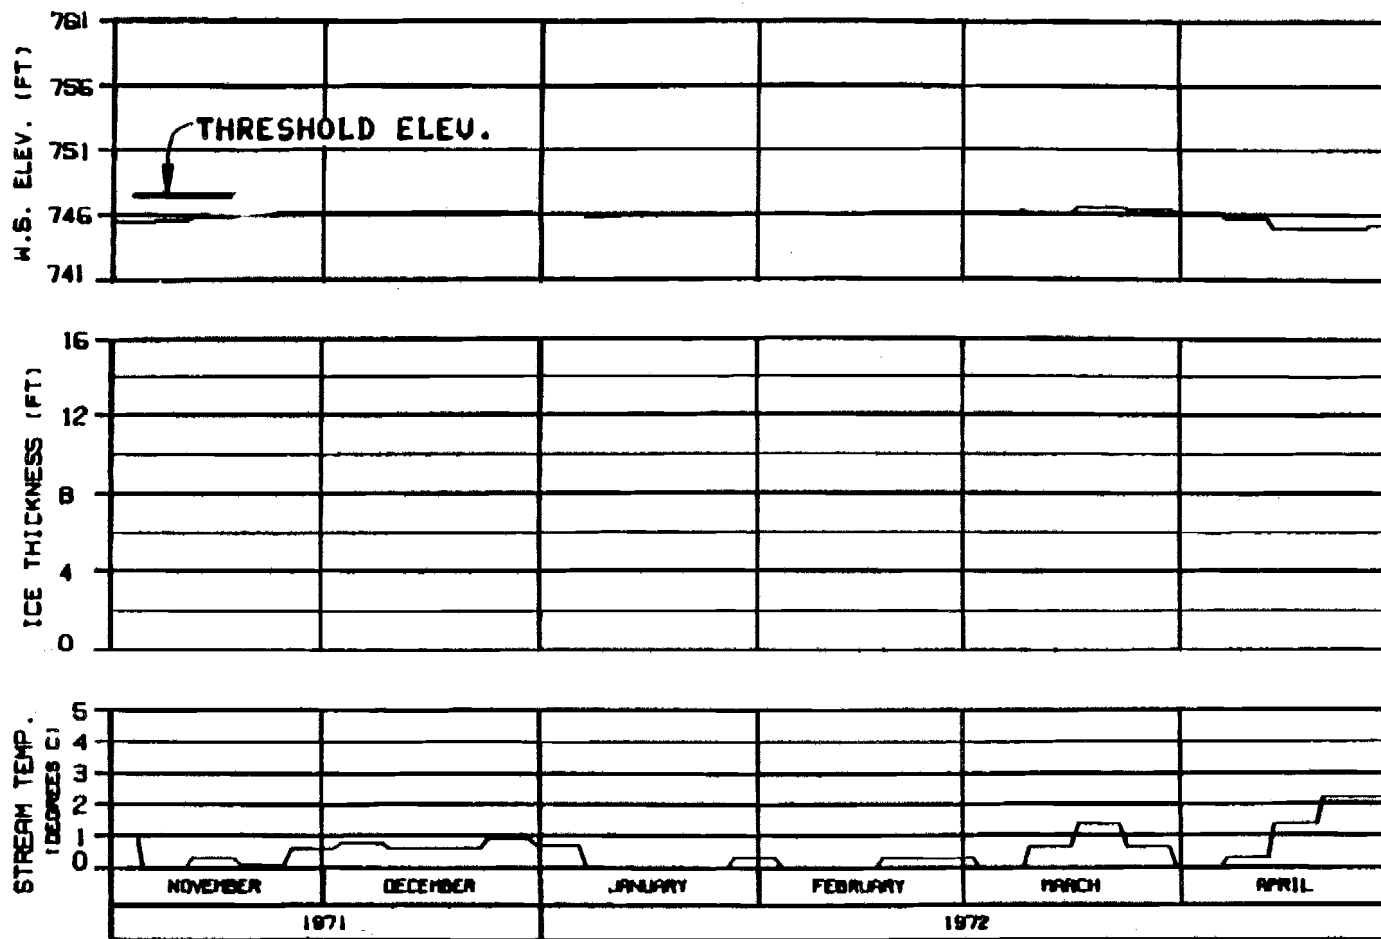 761
756
751
746
741
W.S. ELEV. (FT)
THRESHOLD ELEV.
16
12
8
4
0
ICE THICKNESS (FT)
5
4
3
2
1
0
STREAM TEMP.
(DEGREES C)
NOVEMBER DECEMBER JANUARY FEBRUARY MARCH APRIL
1971 1972